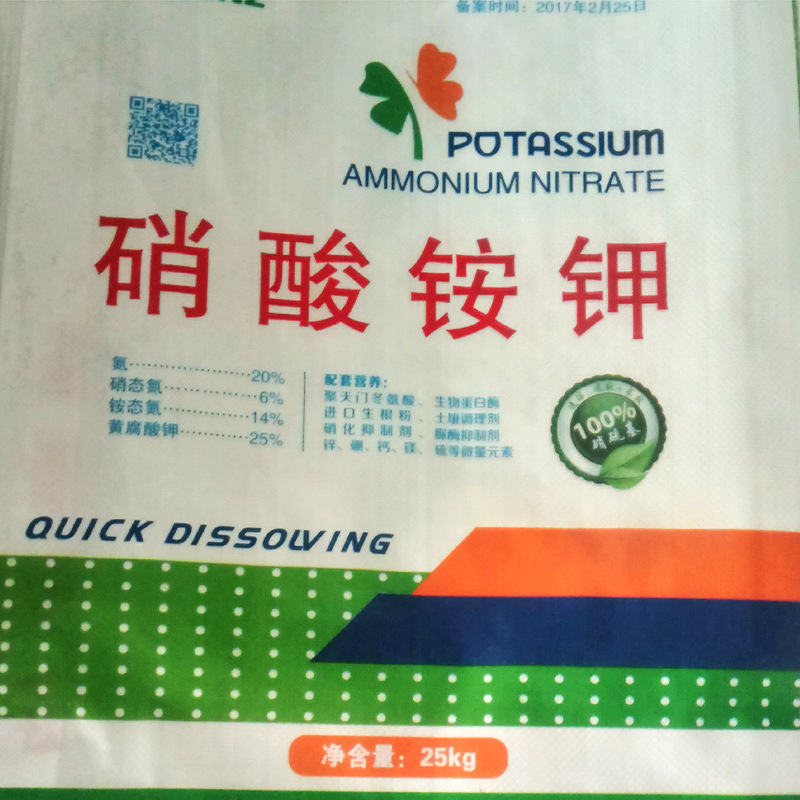 备案时间：2017年2月25日
POTASSIUM
AMMONIUM NITRATE
硝酸铵钾
氮··················20%
硝态氮··············6%
铵态氮············14%
黄腐酸钾··········25%
配套营养：
聚天门冬氨酸、生物蛋白酶
进口生根粉、土壤调理剂
硝化抑制剂、脲酶抑制剂
锌、硼、钙、镁、硫等微量元素
100%
硝硫基
QUICK DISSOLVING
净含量：25kg